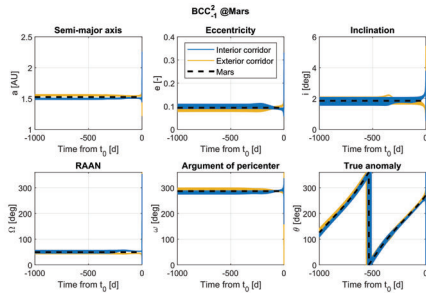 BCC²₋₁ @Mars
Semi-major axis
Eccentricity
Inclination
2.5
2
1.5
1
a [AU]
-1000
-500
0
Time from t₀ [d]
0.4
0.3
0.2
0.1
0
e [-]
Interior corridor
Exterior corridor
Mars
-1000
-500
0
Time from t₀ [d]
6
4
2
0
i [deg]
-1000
-500
0
Time from t₀ [d]
RAAN
Argument of pericenter
True anomaly
300
200
100
0
Ω [deg]
-1000
-500
0
Time from t₀ [d]
300
200
100
0
ω [deg]
-1000
-500
0
Time from t₀ [d]
300
200
100
0
θ [deg]
-1000
-500
0
Time from t₀ [d]